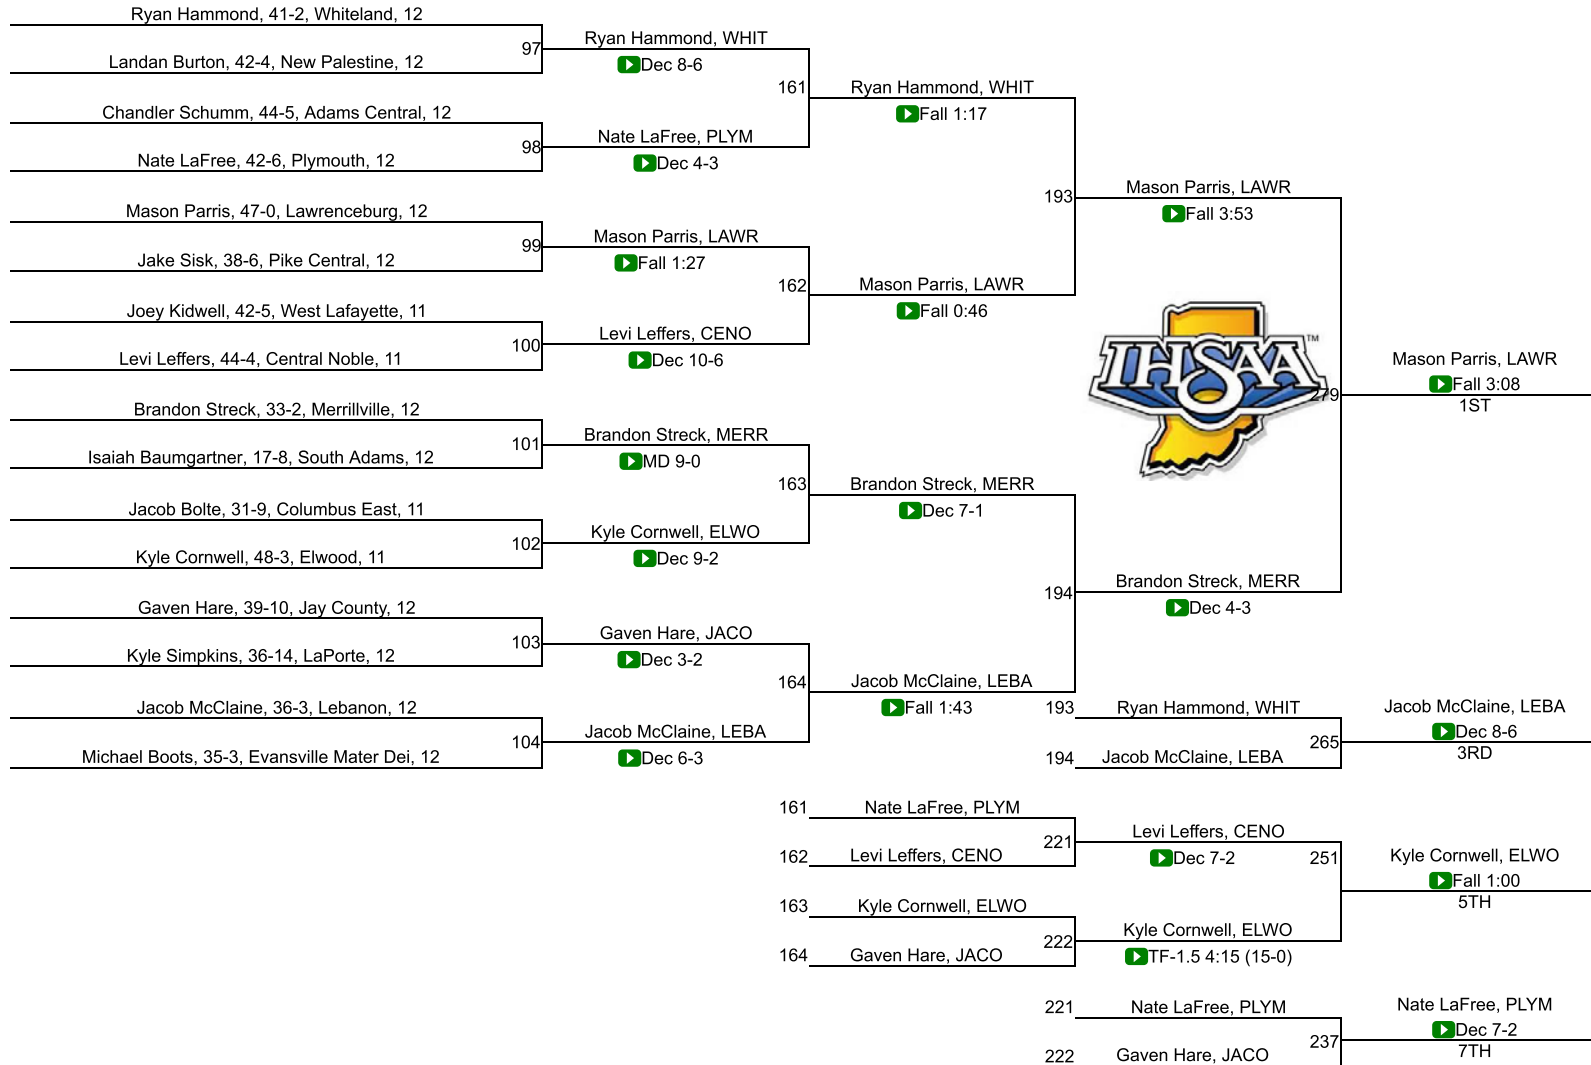 Ryan Hammond, 41-2, Whiteland, 12
97
Landan Burton, 42-4, New Palestine, 12
Ryan Hammond, WHIT
Dec 8-6
Chandler Schumm, 44-5, Adams Central, 12
98
Nate LaFree, 42-6, Plymouth, 12
Nate LaFree, PLYM
Dec 4-3
161
Ryan Hammond, WHIT
Fall 1:17
Mason Parris, 47-0, Lawrenceburg, 12
99
Jake Sisk, 38-6, Pike Central, 12
Mason Parris, LAWR
Fall 1:27
Joey Kidwell, 42-5, West Lafayette, 11
100
Levi Leffers, 44-4, Central Noble, 11
Levi Leffers, CENO
Dec 10-6
162
Mason Parris, LAWR
Fall 0:46
193
Mason Parris, LAWR
Fall 3:53
Brandon Streck, 33-2, Merrillville, 12
101
Isaiah Baumgartner, 17-8, South Adams, 12
Brandon Streck, MERR
MD 9-0
Jacob Bolte, 31-9, Columbus East, 11
102
Kyle Cornwell, 48-3, Elwood, 11
Kyle Cornwell, ELWO
Dec 9-2
163
Brandon Streck, MERR
Dec 7-1
Gaven Hare, 39-10, Jay County, 12
103
Kyle Simpkins, 36-14, LaPorte, 12
Gaven Hare, JACO
Dec 3-2
Jacob McClaine, 36-3, Lebanon, 12
104
Michael Boots, 35-3, Evansville Mater Dei, 12
Jacob McClaine, LEBA
Dec 6-3
164
Jacob McClaine, LEBA
Fall 1:43
194
Brandon Streck, MERR
Dec 4-3
IHSAA™
279
Mason Parris, LAWR
Fall 3:08
1ST
193
Ryan Hammond, WHIT
194
Jacob McClaine, LEBA
265
Jacob McClaine, LEBA
Dec 8-6
3RD
161
Nate LaFree, PLYM
162
Levi Leffers, CENO
221
Levi Leffers, CENO
Dec 7-2
163
Kyle Cornwell, ELWO
164
Gaven Hare, JACO
222
Kyle Cornwell, ELWO
TF-1.5 4:15 (15-0)
251
Kyle Cornwell, ELWO
Fall 1:00
5TH
221
Nate LaFree, PLYM
222
Gaven Hare, JACO
237
Nate LaFree, PLYM
Dec 7-2
7TH